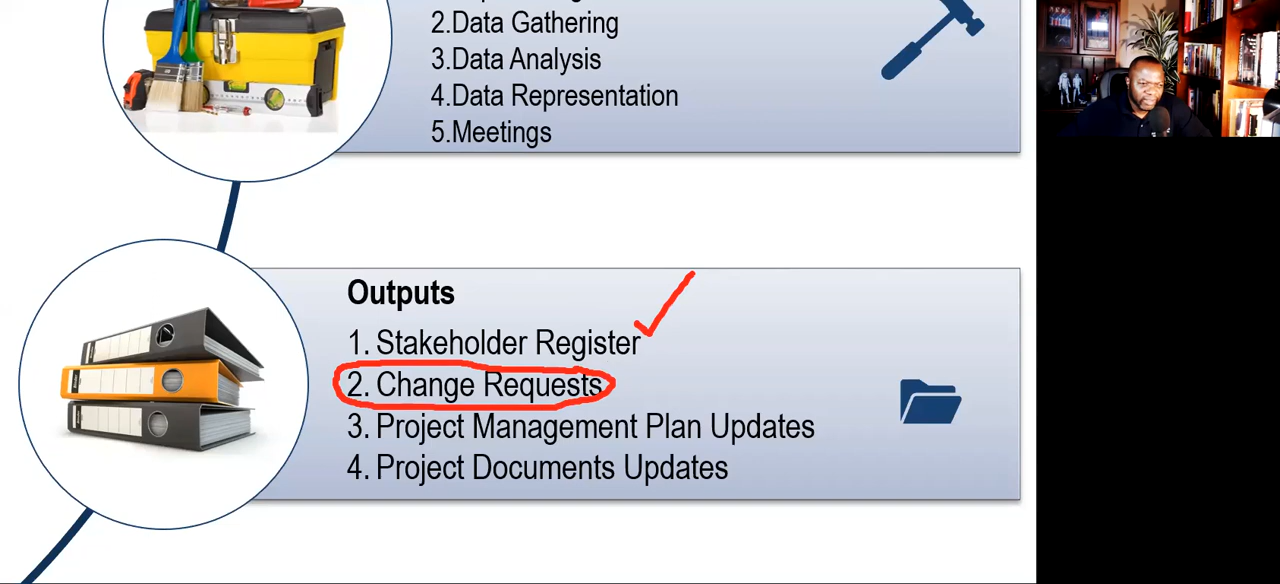 2.Data Gathering
3.Data Analysis
4.Data Representation
5.Meetings
Outputs
1. Stakeholder Register
2. Change Requests
3. Project Management Plan Updates
4. Project Documents Updates